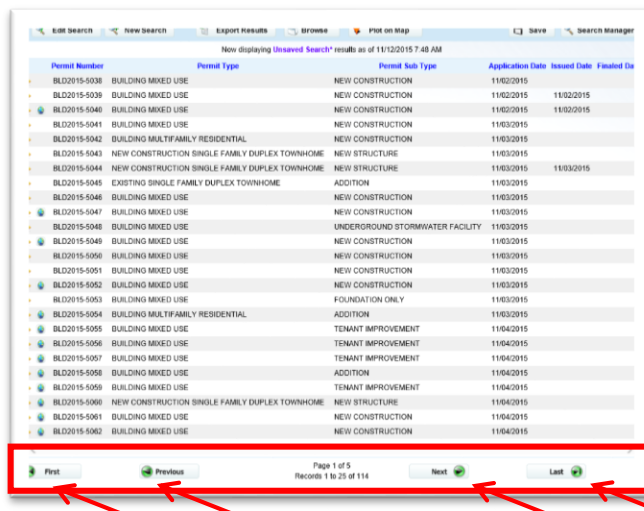 Edit Search New Search Export Results Browse Plot on Map Save Search Manager
Now displaying Unsaved Search* results as of 11/12/2015 7:48 AM
Permit Number Permit Type Permit Sub Type Application Date Issued Date Finaled Da
BLD2015-5038 BUILDING MIXED USE NEW CONSTRUCTION 11/02/2015
BLD2015-5039 BUILDING MIXED USE NEW CONSTRUCTION 11/02/2015 11/02/2015
BLD2015-5040 BUILDING MIXED USE NEW CONSTRUCTION 11/02/2015 11/02/2015
BLD2015-5041 BUILDING MIXED USE NEW CONSTRUCTION 11/03/2015
BLD2015-5042 BUILDING MULTIFAMILY RESIDENTIAL NEW CONSTRUCTION 11/03/2015
BLD2015-5043 NEW CONSTRUCTION SINGLE FAMILY DUPLEX TOWNHOME NEW STRUCTURE 11/03/2015
BLD2015-5044 NEW CONSTRUCTION SINGLE FAMILY DUPLEX TOWNHOME NEW STRUCTURE 11/03/2015 11/03/2015
BLD2015-5045 EXISTING SINGLE FAMILY DUPLEX TOWNHOME ADDITION 11/03/2015
BLD2015-5046 BUILDING MIXED USE NEW CONSTRUCTION 11/03/2015
BLD2015-5047 BUILDING MIXED USE NEW CONSTRUCTION 11/03/2015
BLD2015-5048 BUILDING MIXED USE UNDERGROUND STORMWATER FACILITY 11/03/2015
BLD2015-5049 BUILDING MIXED USE NEW CONSTRUCTION 11/03/2015
BLD2015-5050 BUILDING MIXED USE NEW CONSTRUCTION 11/03/2015
BLD2015-5051 BUILDING MIXED USE NEW CONSTRUCTION 11/03/2015
BLD2015-5052 BUILDING MIXED USE NEW CONSTRUCTION 11/03/2015
BLD2015-5053 BUILDING MIXED USE FOUNDATION ONLY 11/03/2015
BLD2015-5054 BUILDING MULTIFAMILY RESIDENTIAL ADDITION 11/03/2015
BLD2015-5055 BUILDING MIXED USE TENANT IMPROVEMENT 11/04/2015
BLD2015-5056 BUILDING MIXED USE TENANT IMPROVEMENT 11/04/2015
BLD2015-5057 BUILDING MIXED USE TENANT IMPROVEMENT 11/04/2015
BLD2015-5058 BUILDING MIXED USE ADDITION 11/04/2015
BLD2015-5059 BUILDING MIXED USE TENANT IMPROVEMENT 11/04/2015
BLD2015-5060 NEW CONSTRUCTION SINGLE FAMILY DUPLEX TOWNHOME NEW STRUCTURE 11/04/2015
BLD2015-5061 BUILDING MIXED USE NEW CONSTRUCTION 11/04/2015
BLD2015-5062 BUILDING MIXED USE NEW CONSTRUCTION 11/04/2015
First Previous Page 1 of 5 Next Last
Records 1 to 25 of 114